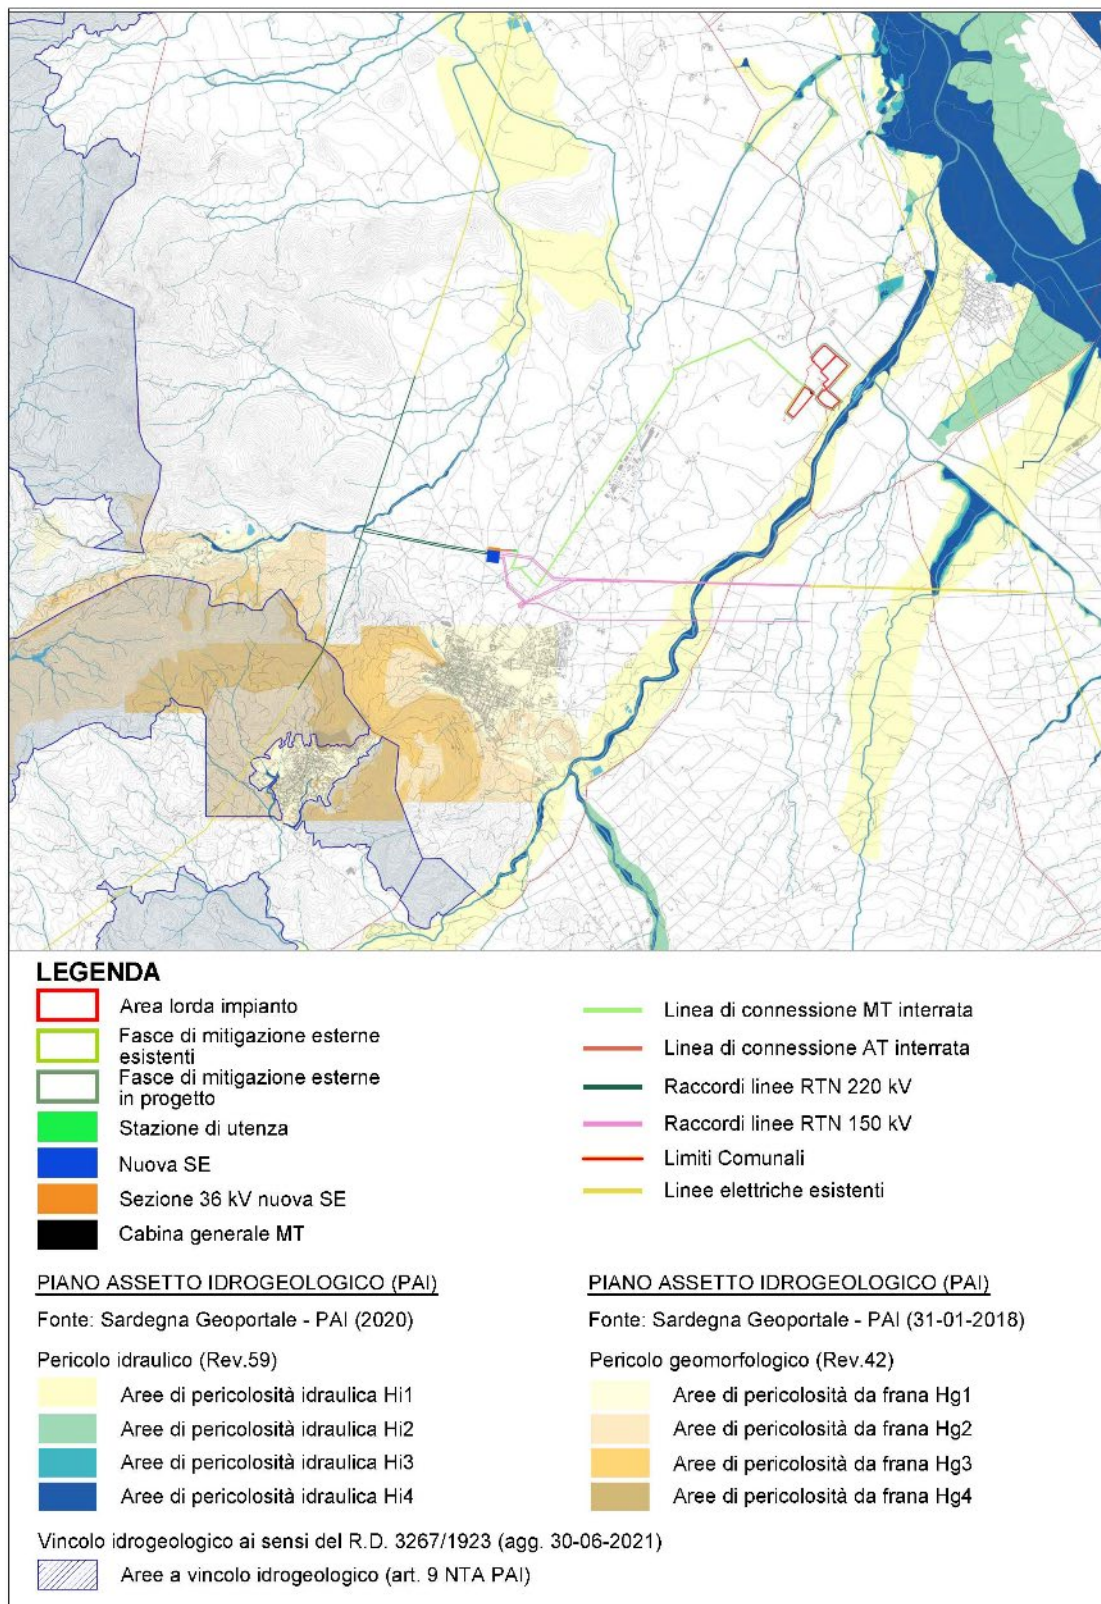 LEGENDA
Area lorda impianto
Fasce di mitigazione esterne
esistenti
Fasce di mitigazione esterne
in progetto
Stazione di utenza
Nuova SE
Sezione 36 kV nuova SE
Cabina generale MT
Linea di connessione MT interrata
Linea di connessione AT interrata
Raccordi linee RTN 220 kV
Raccordi linee RTN 150 kV
Limiti Comunali
Linee elettriche esistenti
PIANO ASSETTO IDROGEOLOGICO (PAI)
Fonte: Sardegna Geoportale - PAI (2020)
Pericolo idraulico (Rev.59)
Aree di pericolosità idraulica Hi1
Aree di pericolosità idraulica Hi2
Aree di pericolosità idraulica Hi3
Aree di pericolosità idraulica Hi4
PIANO ASSETTO IDROGEOLOGICO (PAI)
Fonte: Sardegna Geoportale - PAI (31-01-2018)
Pericolo geomorfologico (Rev.42)
Aree di pericolosità da frana Hg1
Aree di pericolosità da frana Hg2
Aree di pericolosità da frana Hg3
Aree di pericolosità da frana Hg4
Vincolo idrogeologico ai sensi del R.D. 3267/1923 (agg. 30-06-2021)
Aree a vincolo idrogeologico (art. 9 NTA PAI)